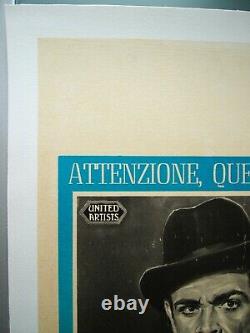 ATTENZIONE, QUE
UNITED
ARTISTS